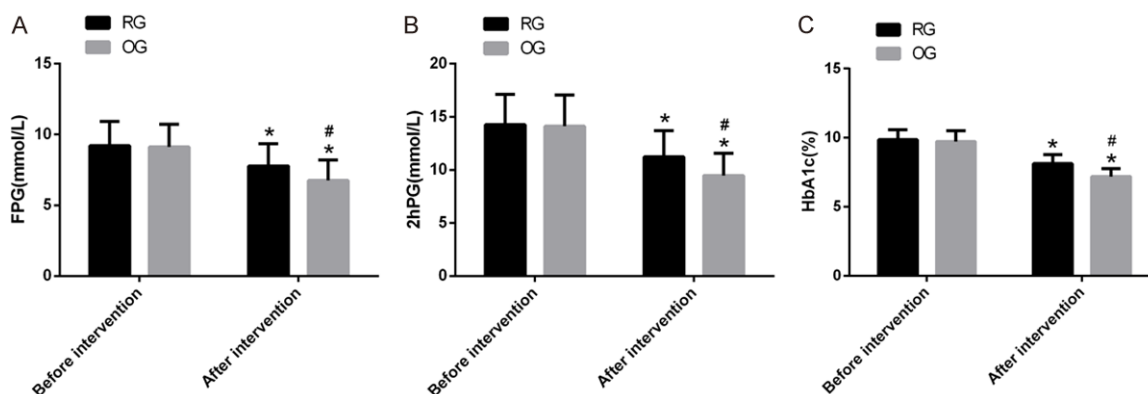 A
RG
OG
FPG(mmol/L)
15
10
5
0
*
#
*
Before intervention
After intervention
B
RG
OG
2hPG(mmol/L)
20
15
10
5
0
*
#
*
Before intervention
After intervention
C
RG
OG
HbA1c(%)
15
10
5
0
*
#
*
Before intervention
After intervention